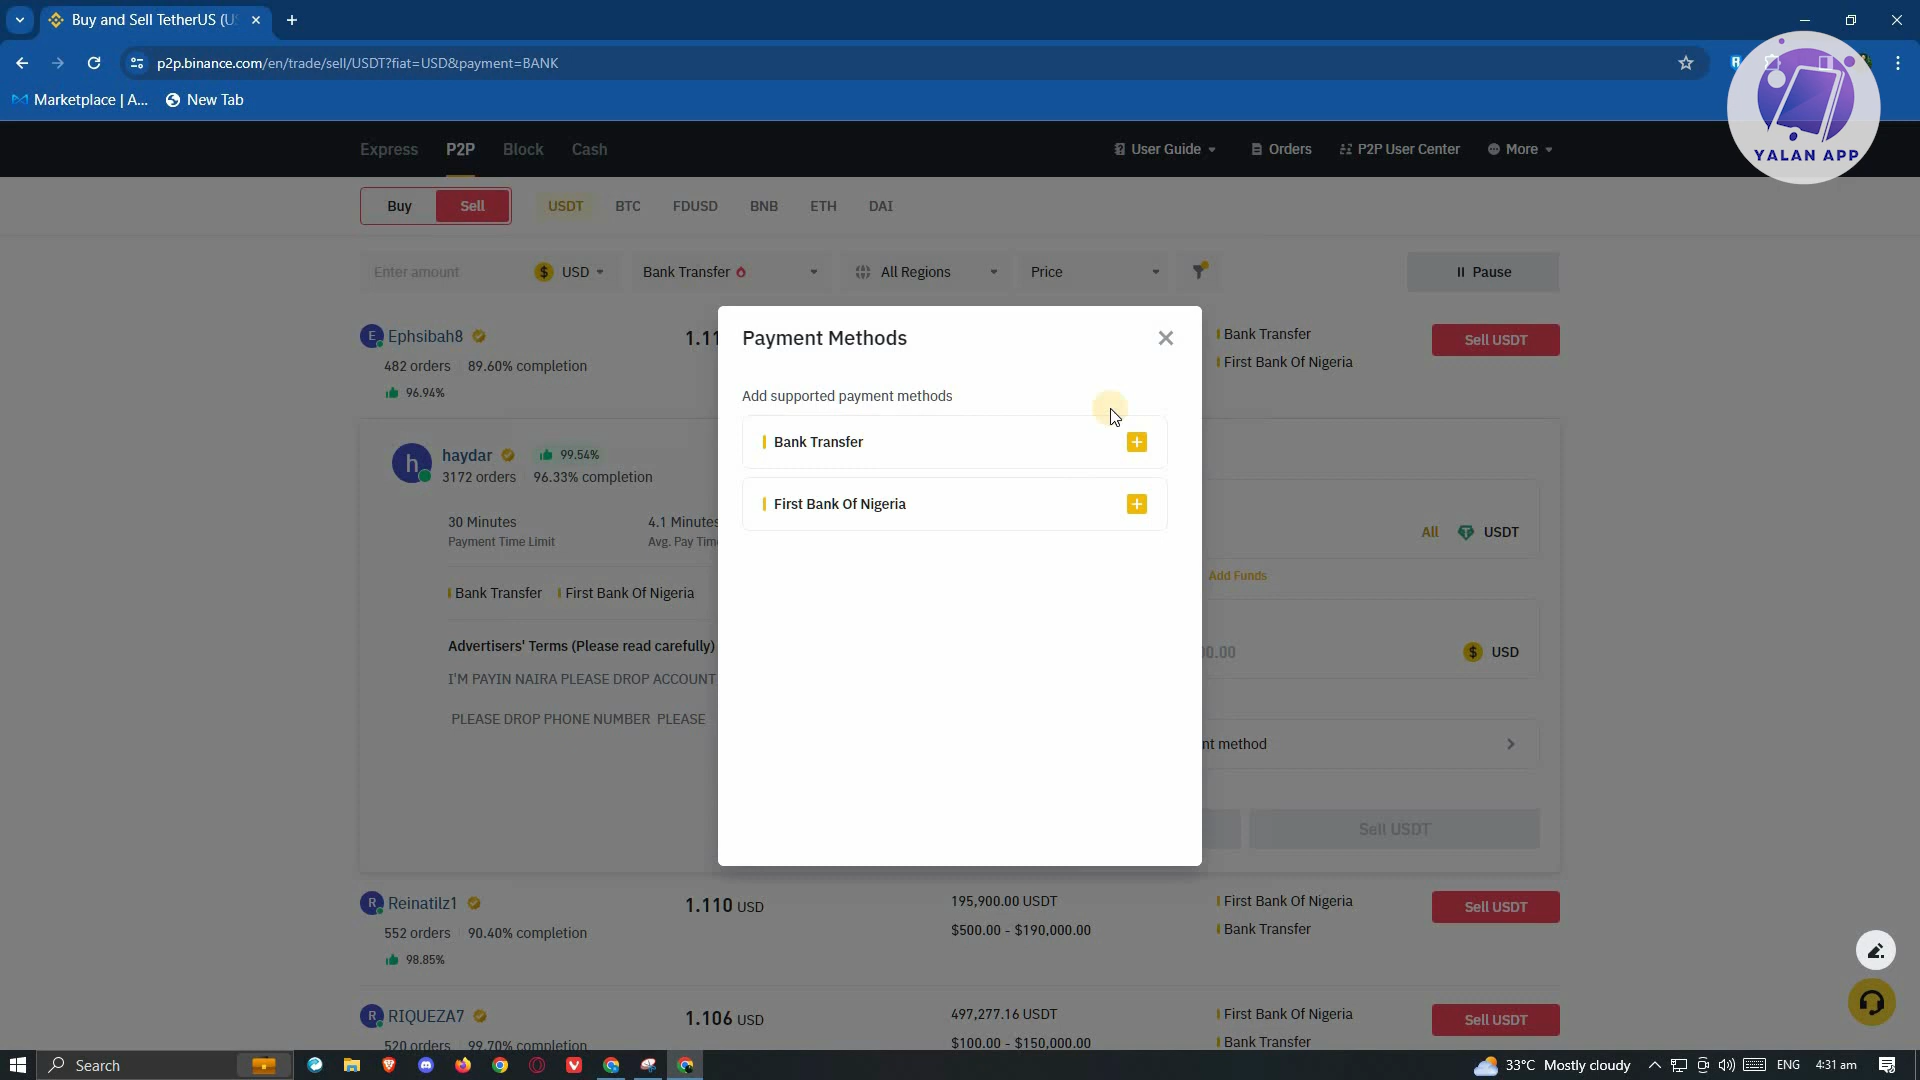 Buy and Sell TetherUS (US
p2p.binance.com/en/trade/sell/USDT?fiat=USD&payment=BANK
Marketplace | A... New Tab
YALAN APP
Express P2P Block Cash User Guide Orders P2P User Center More
Buy Sell USDT BTC FDUSD BNB ETH DAI
Enter amount $ USD Bank Transfer All Regions Price Pause
Payment Methods
Add supported payment methods
Bank Transfer
First Bank Of Nigeria
E Ephsibah8 1.11 Bank Transfer Sell USDT
482 orders 89.60% completion First Bank Of Nigeria
96.94%
h haydar 99.54%
3172 orders 96.33% completion
30 Minutes 4.1 Minutes
Payment Time Limit Avg. Pay Time
All USDT
Add Funds
Bank Transfer First Bank Of Nigeria
Advertisers' Terms (Please read carefully)
00.00 $ USD
I'M PAYIN NAIRA PLEASE DROP ACCOUNT
PLEASE DROP PHONE NUMBER PLEASE
nt method
Sell USDT
R Reinatilz1 1.110 USD 195,900.00 USDT First Bank Of Nigeria Sell USDT
552 orders 90.40% completion $500.00 - $190,000.00 Bank Transfer
98.85%
R RIQUEZA7 1.106 USD 497,277.16 USDT First Bank Of Nigeria Sell USDT
520 orders 99.70% completion $100.00 - $150,000.00 Bank Transfer
Search 33°C Mostly cloudy ENG 4:31 am